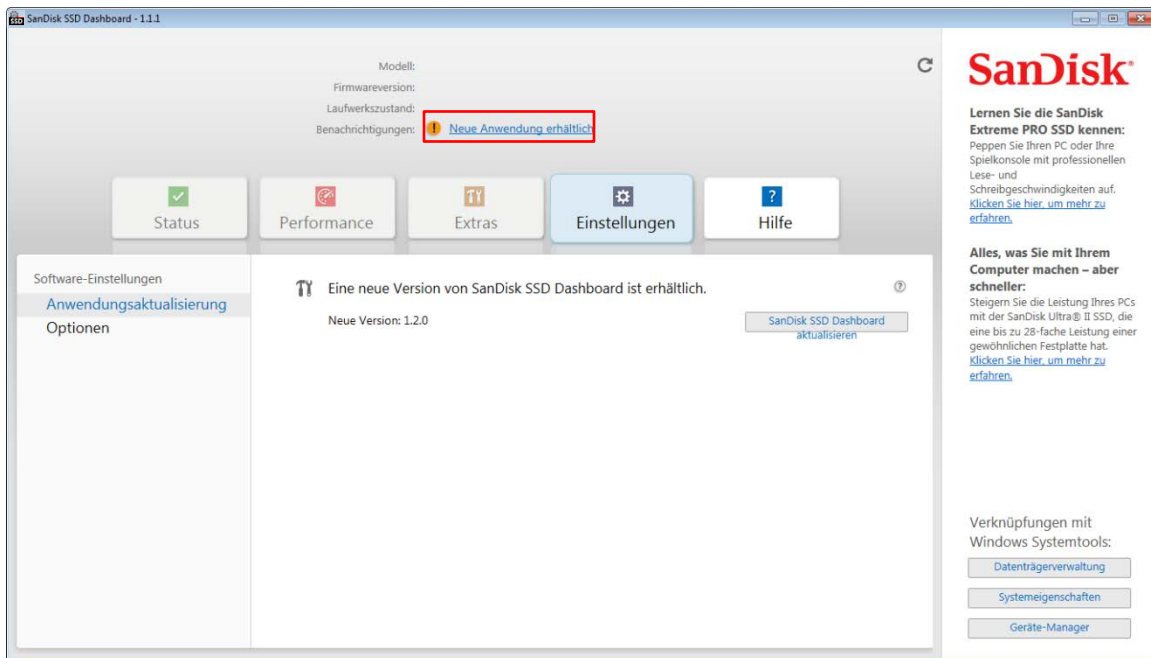 SanDisk SSD Dashboard - 1.1.1
Modell:
Firmwareversion:
Laufwerkszustand:
Benachrichtigungen: ! Neue Anwendung erhältlich
Status
Performance
Extras
Einstellungen
? Hilfe
Software-Einstellungen
Anwendungsaktualisierung
Optionen
Eine neue Version von SanDisk SSD Dashboard ist erhältlich. ?
Neue Version: 1.2.0
SanDisk SSD Dashboard
aktualisieren
SanDisk®
Lernen Sie die SanDisk
Extreme PRO SSD kennen:
Peppen Sie Ihren PC oder Ihre
Spielkonsole mit professionellen
Lese- und
Schreibgeschwindigkeiten auf.
Klicken Sie hier, um mehr zu
erfahren.
Alles, was Sie mit Ihrem
Computer machen – aber
schneller:
Steigern Sie die Leistung Ihres PCs
mit der SanDisk Ultra® II SSD, die
eine bis zu 28-fache Leistung einer
gewöhnlichen Festplatte hat.
Klicken Sie hier, um mehr zu
erfahren.
Verknüpfungen mit
Windows Systemtools:
Datenträgerverwaltung
Systemeigenschaften
Geräte-Manager